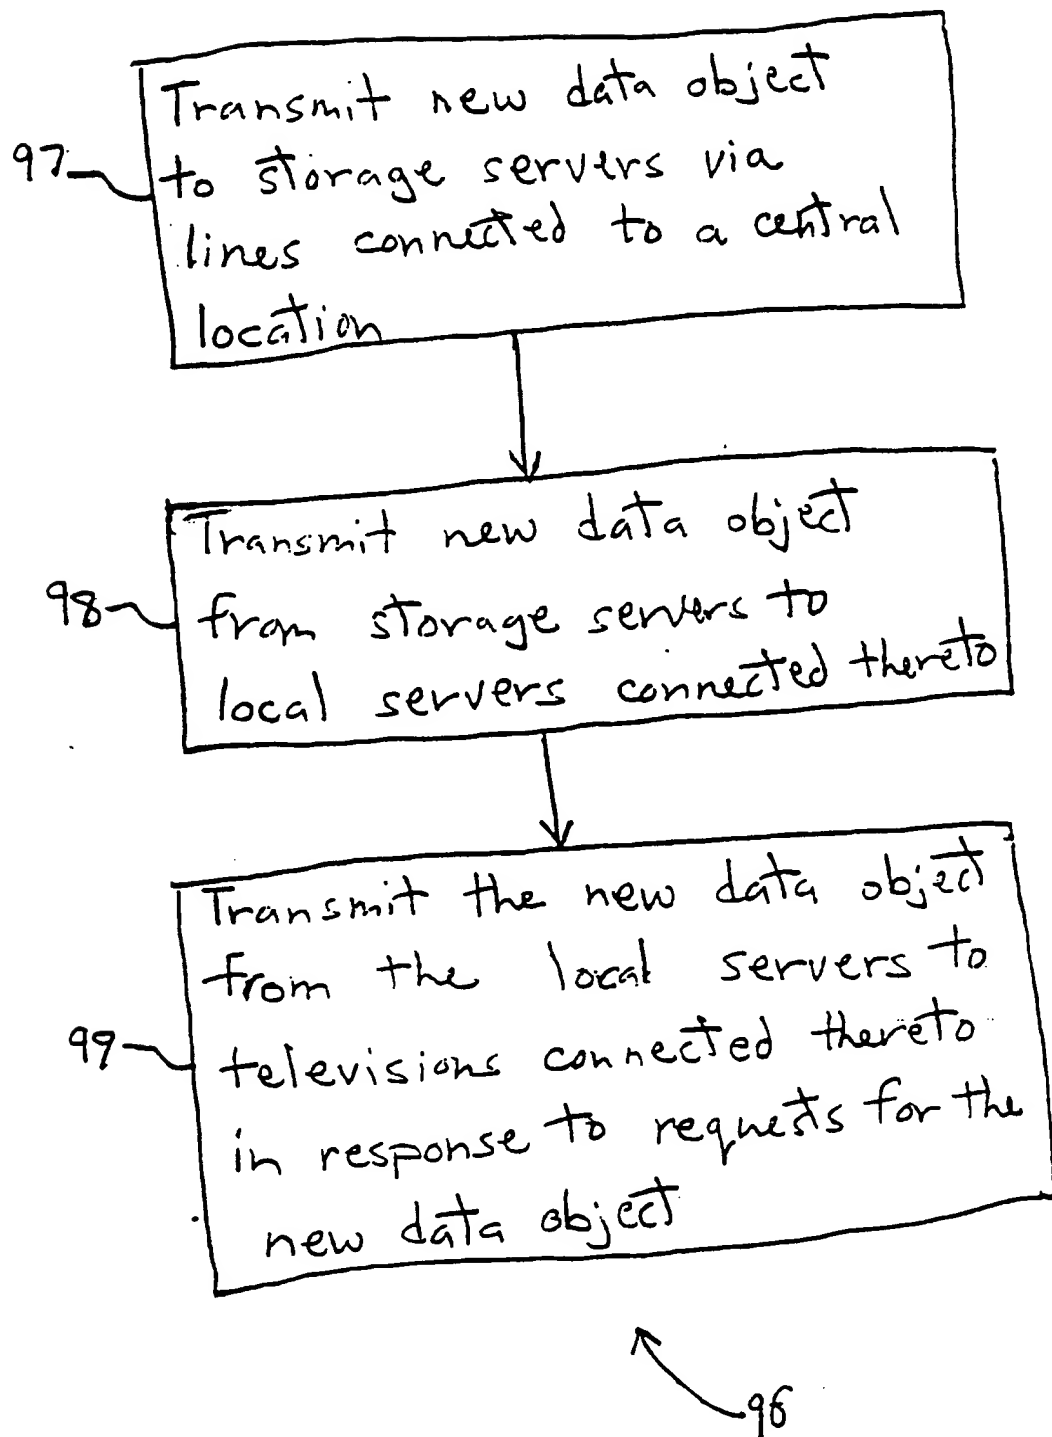 Transmit new data object
97
to storage servers via
lines connected to a central
location
Transmit new data object
98
from storage servers to
local servers connected thereto
Transmit the new data object
from the local servers to
99
televisions connected thereto
in response to requests for the
new data object
96